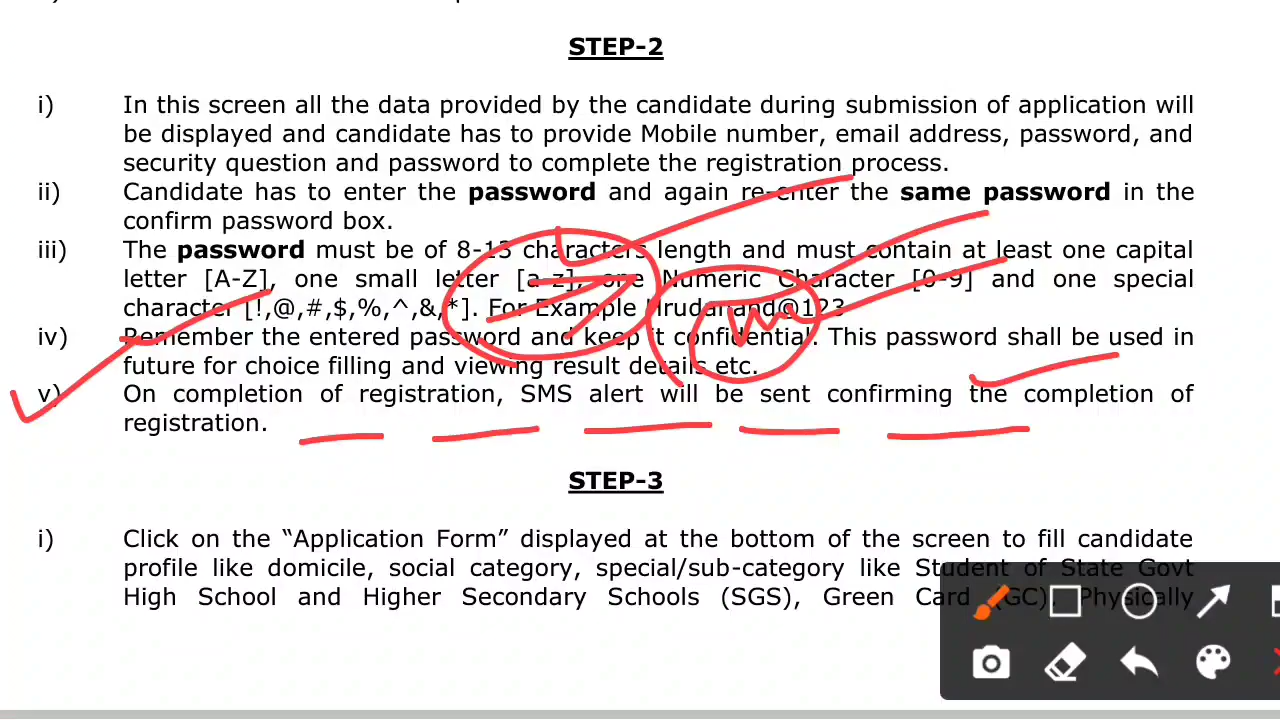 STEP-2
i) In this screen all the data provided by the candidate during submission of application will
be displayed and candidate has to provide Mobile number, email address, password, and
security question and password to complete the registration process.
ii) Candidate has to enter the password and again re-enter the same password in the
confirm password box.
iii) The password must be of 8-13 characters length and must contain at least one capital
letter [A-Z], one small letter [a-z], one Numeric Character [0-9] and one special
character [!,@,#,$,%,^,&,*]. For Example Hrudanand@123
iv) Remember the entered password and keep it confidential. This password shall be used in
future for choice filling and viewing result details etc.
v) On completion of registration, SMS alert will be sent confirming the completion of
registration.
STEP-3
i) Click on the “Application Form” displayed at the bottom of the screen to fill candidate
profile like domicile, social category, special/sub-category like Student of State Govt
High School and Higher Secondary Schools (SGS), Green Card (GC), Physically